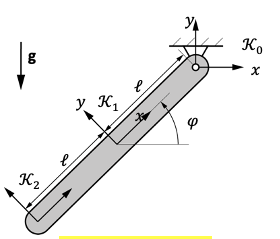 y
𝒦₀
g
x
ℓ
y
𝒦₁
x
φ
ℓ
𝒦₂